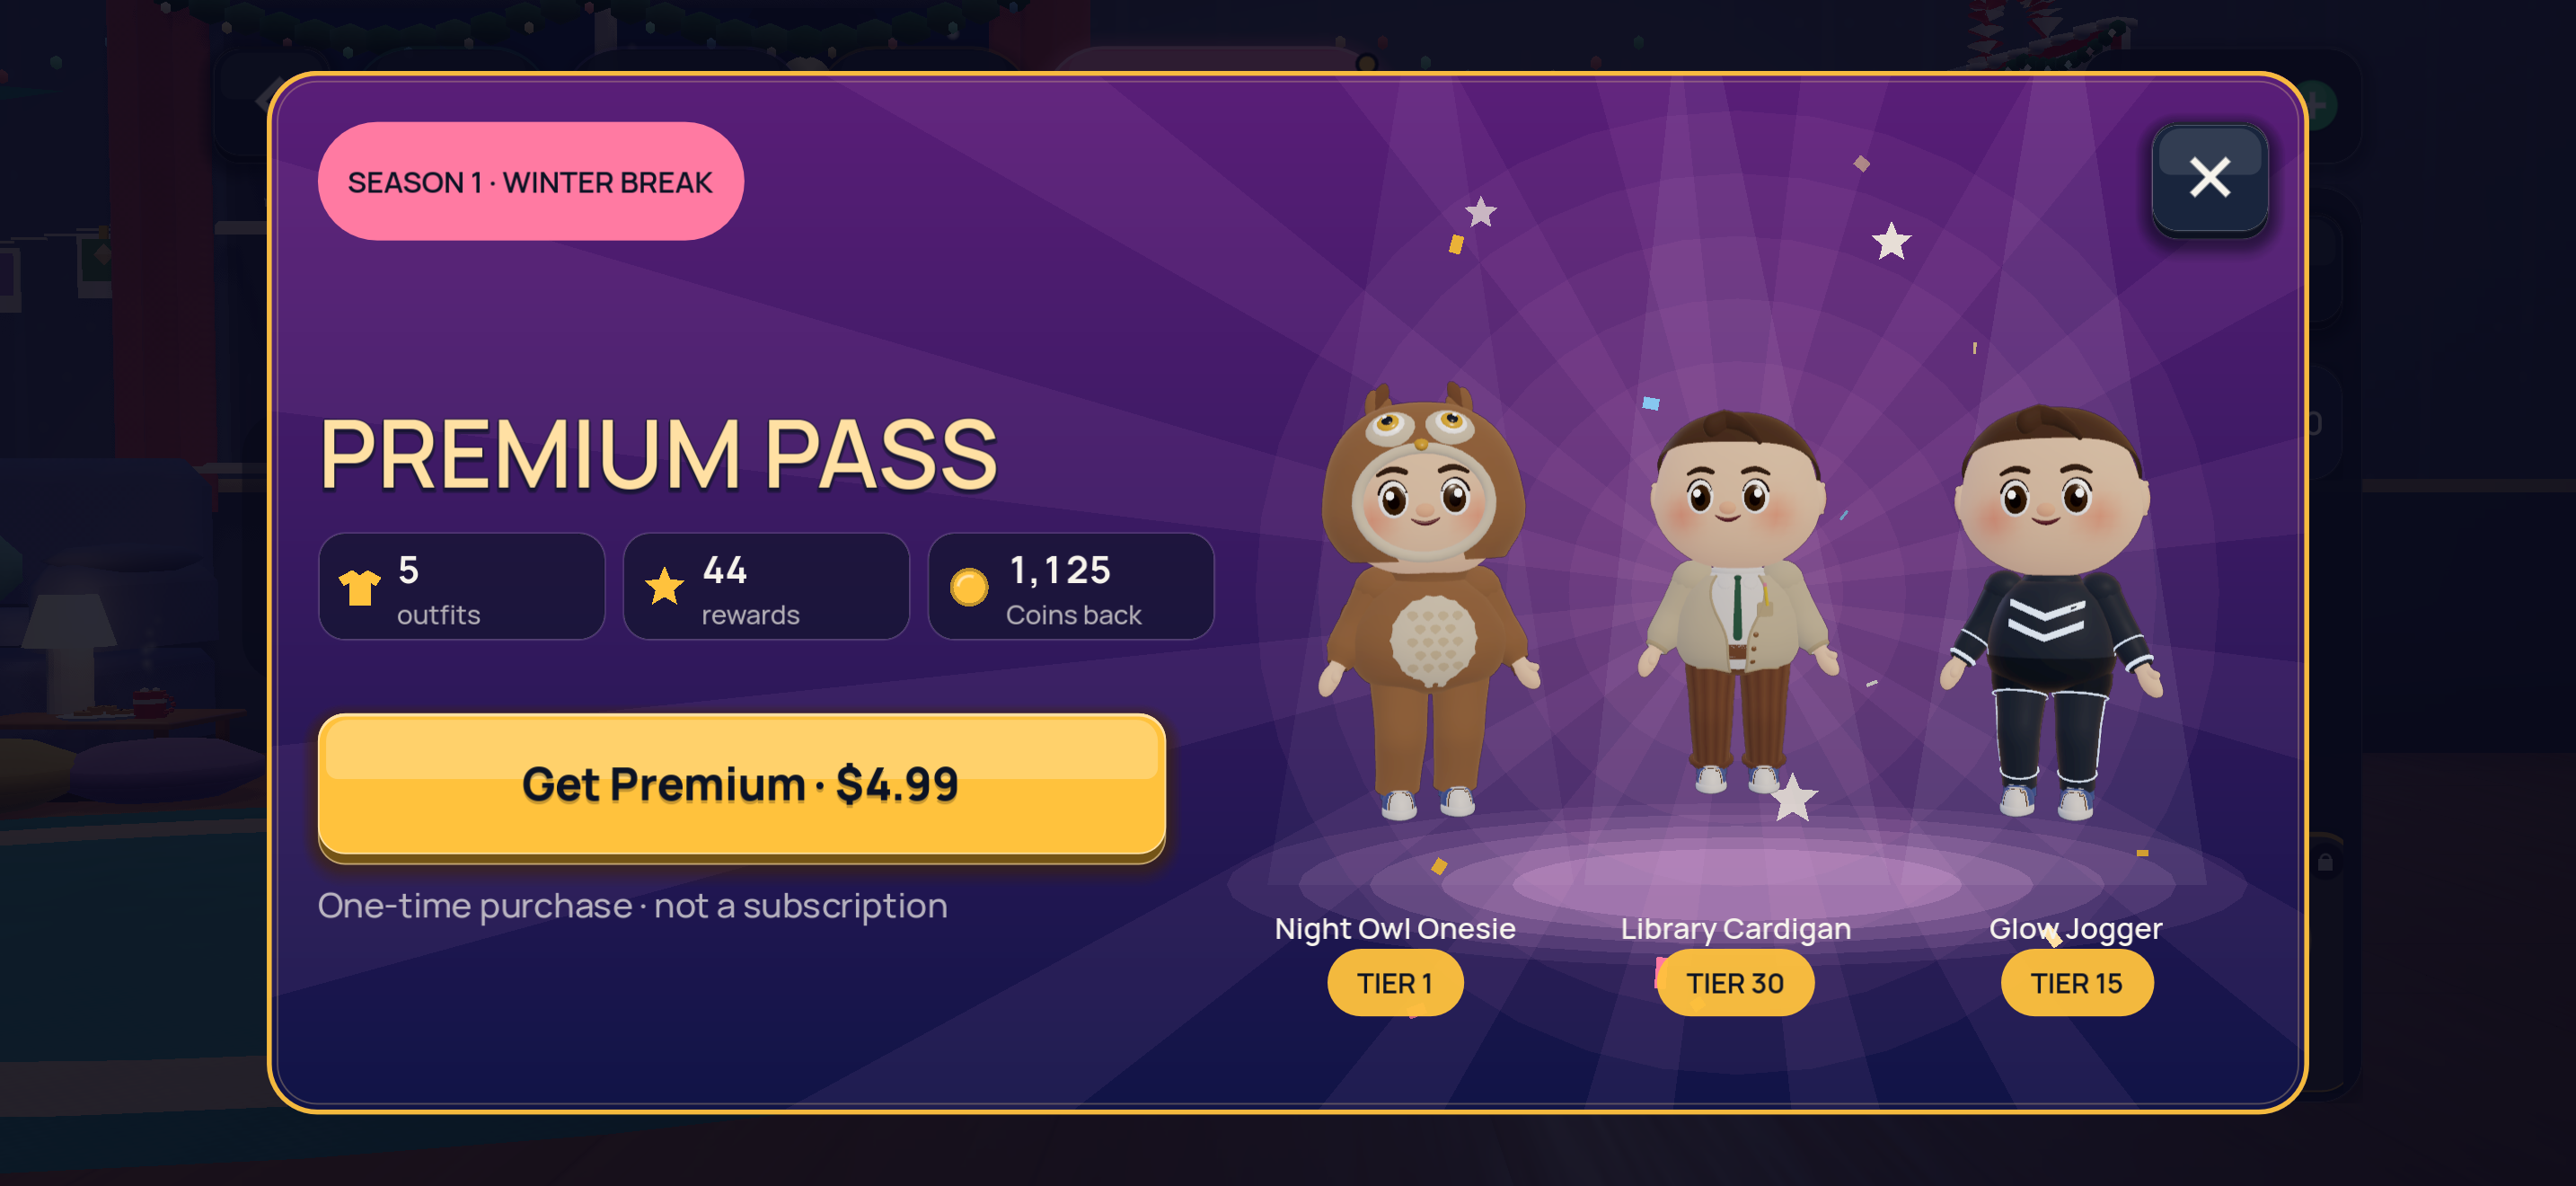 SEASON 1 · WINTER BREAK
PREMIUM PASS
5
outfits
44
rewards
1,125
Coins back
Get Premium · $4.99
One-time purchase · not a subscription
Night Owl Onesie
TIER 1
Library Cardigan
TIER 30
Glow Jogger
TIER 15